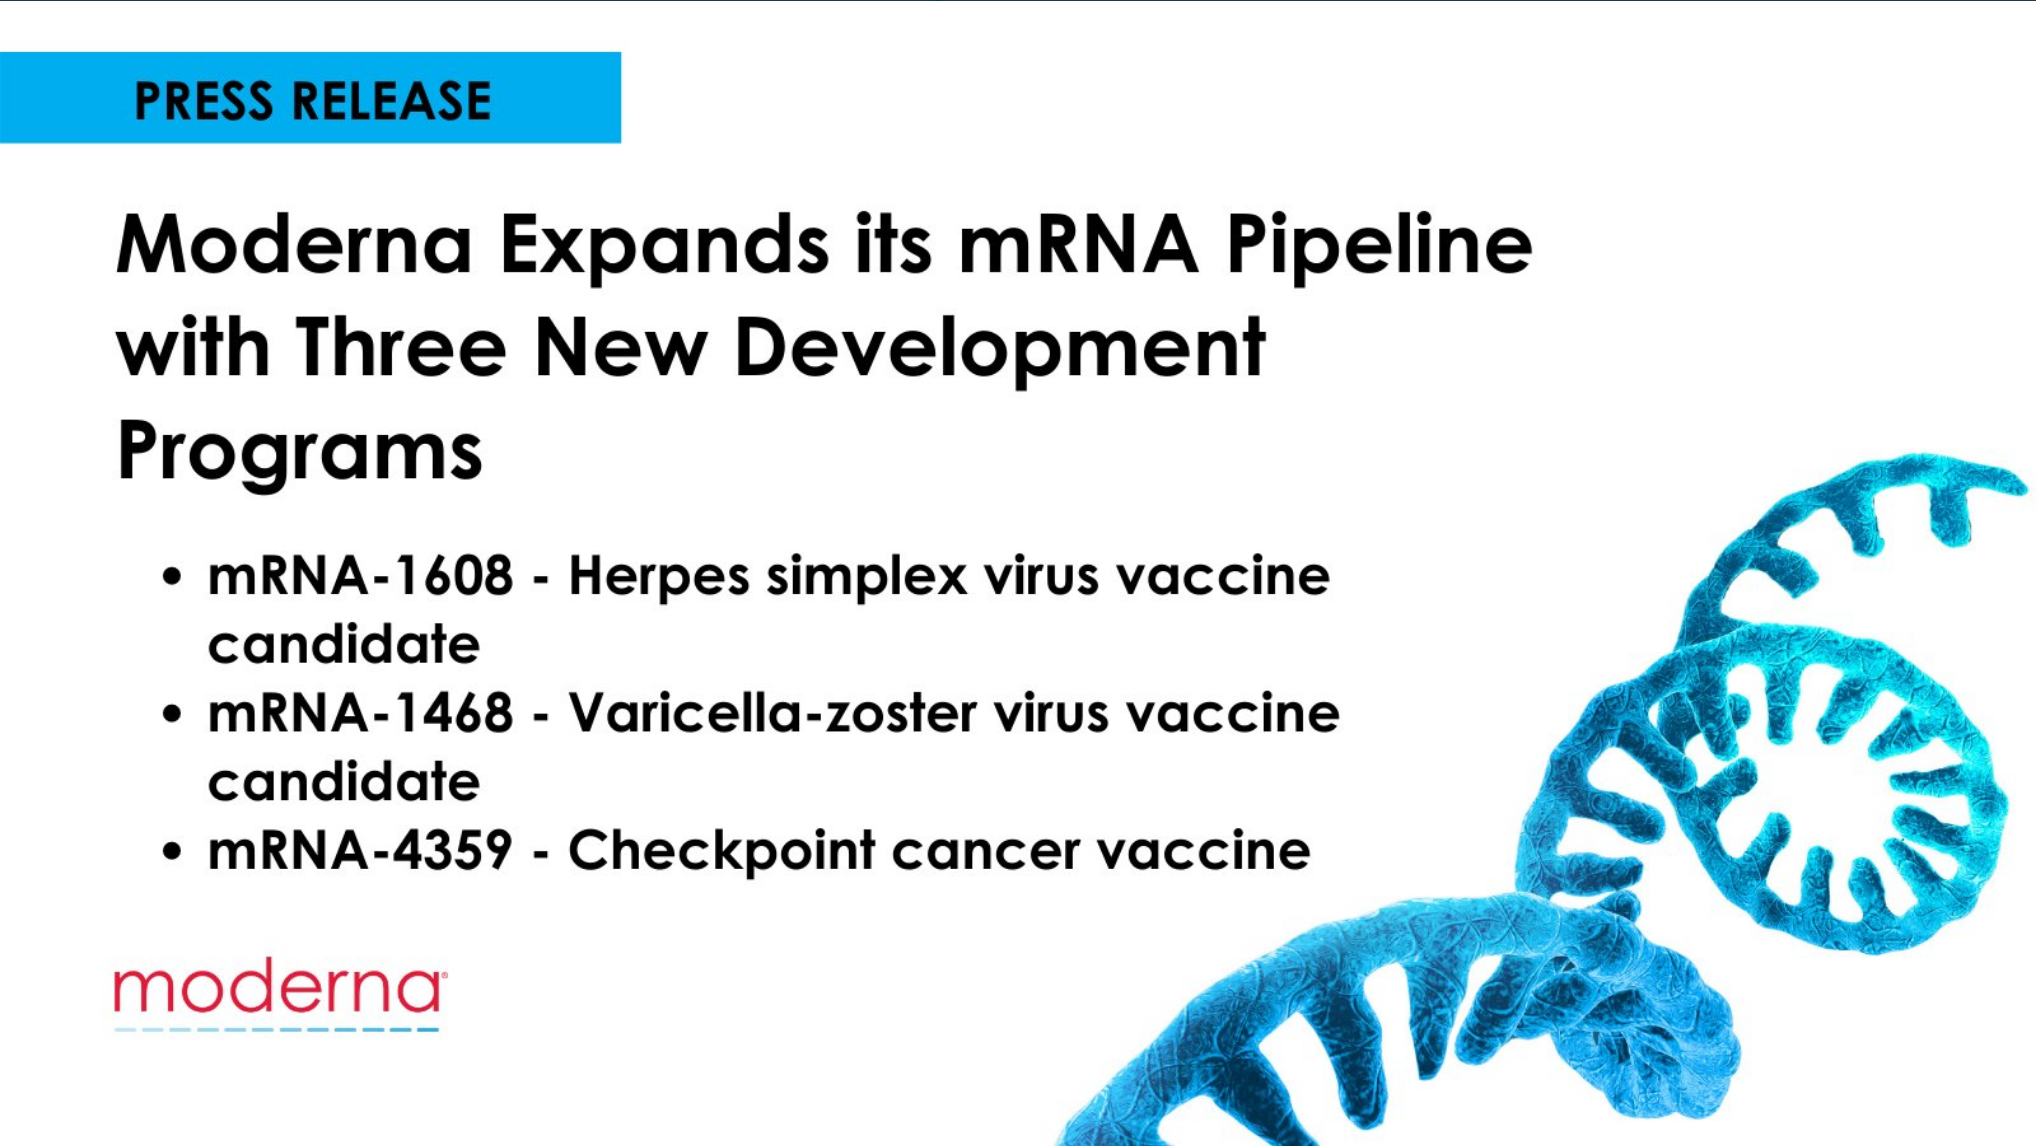 PRESS RELEASE
Moderna Expands its mRNA Pipeline
with Three New Development
Programs
• mRNA-1608 - Herpes simplex virus vaccine
candidate
• mRNA-1468 - Varicella-zoster virus vaccine
candidate
• mRNA-4359 - Checkpoint cancer vaccine
moderna®